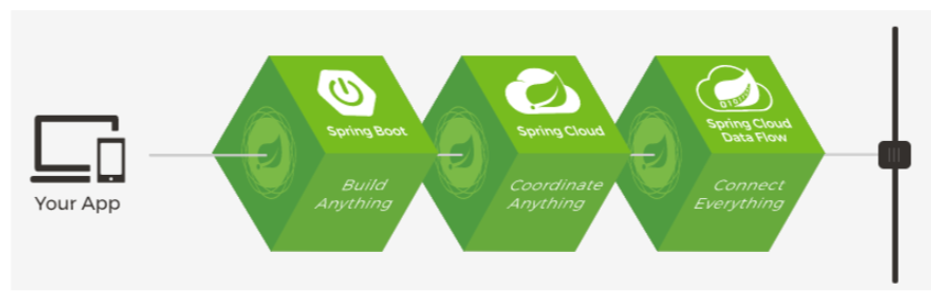 Your App
Spring Boot
Build
Anything
Spring Cloud
Coordinate
Anything
Spring Cloud
Data Flow
Connect
Everything